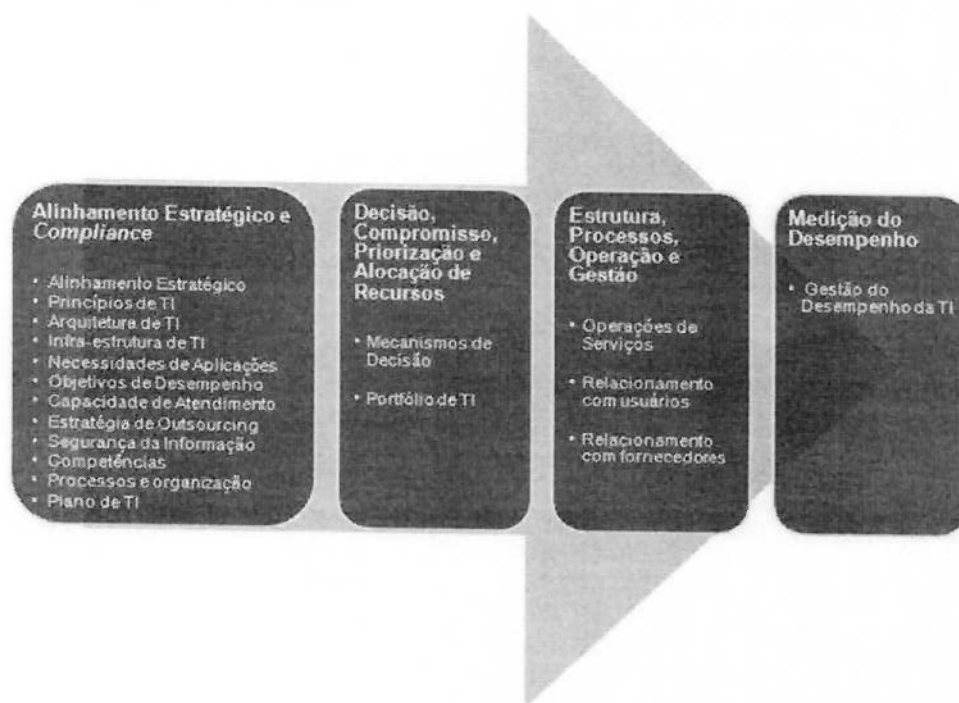 Alinhamento Estratégico e
Compliance
• Alinhamento Estratégico
• Princípios de TI
• Arquitetura de TI
• Infra-estrutura de TI
• Necessidades de Aplicações
• Objetivos de Desempenho
• Capacidade de Atendimento
• Estratégia de Outsourcing
• Segurança da Informação
• Competências
• Processos e organização
• Plano de TI
Decisão,
Compromisso,
Priorização e
Alocação de
Recursos
• Mecanismos de
Decisão
• Portfólio de TI
Estrutura,
Processos,
Operação e
Gestão
• Operações de
Serviços
• Relacionamento
com usuários
• Relacionamento
com fornecedores
Medição do
Desempenho
• Gestão do
Desempenho da TI